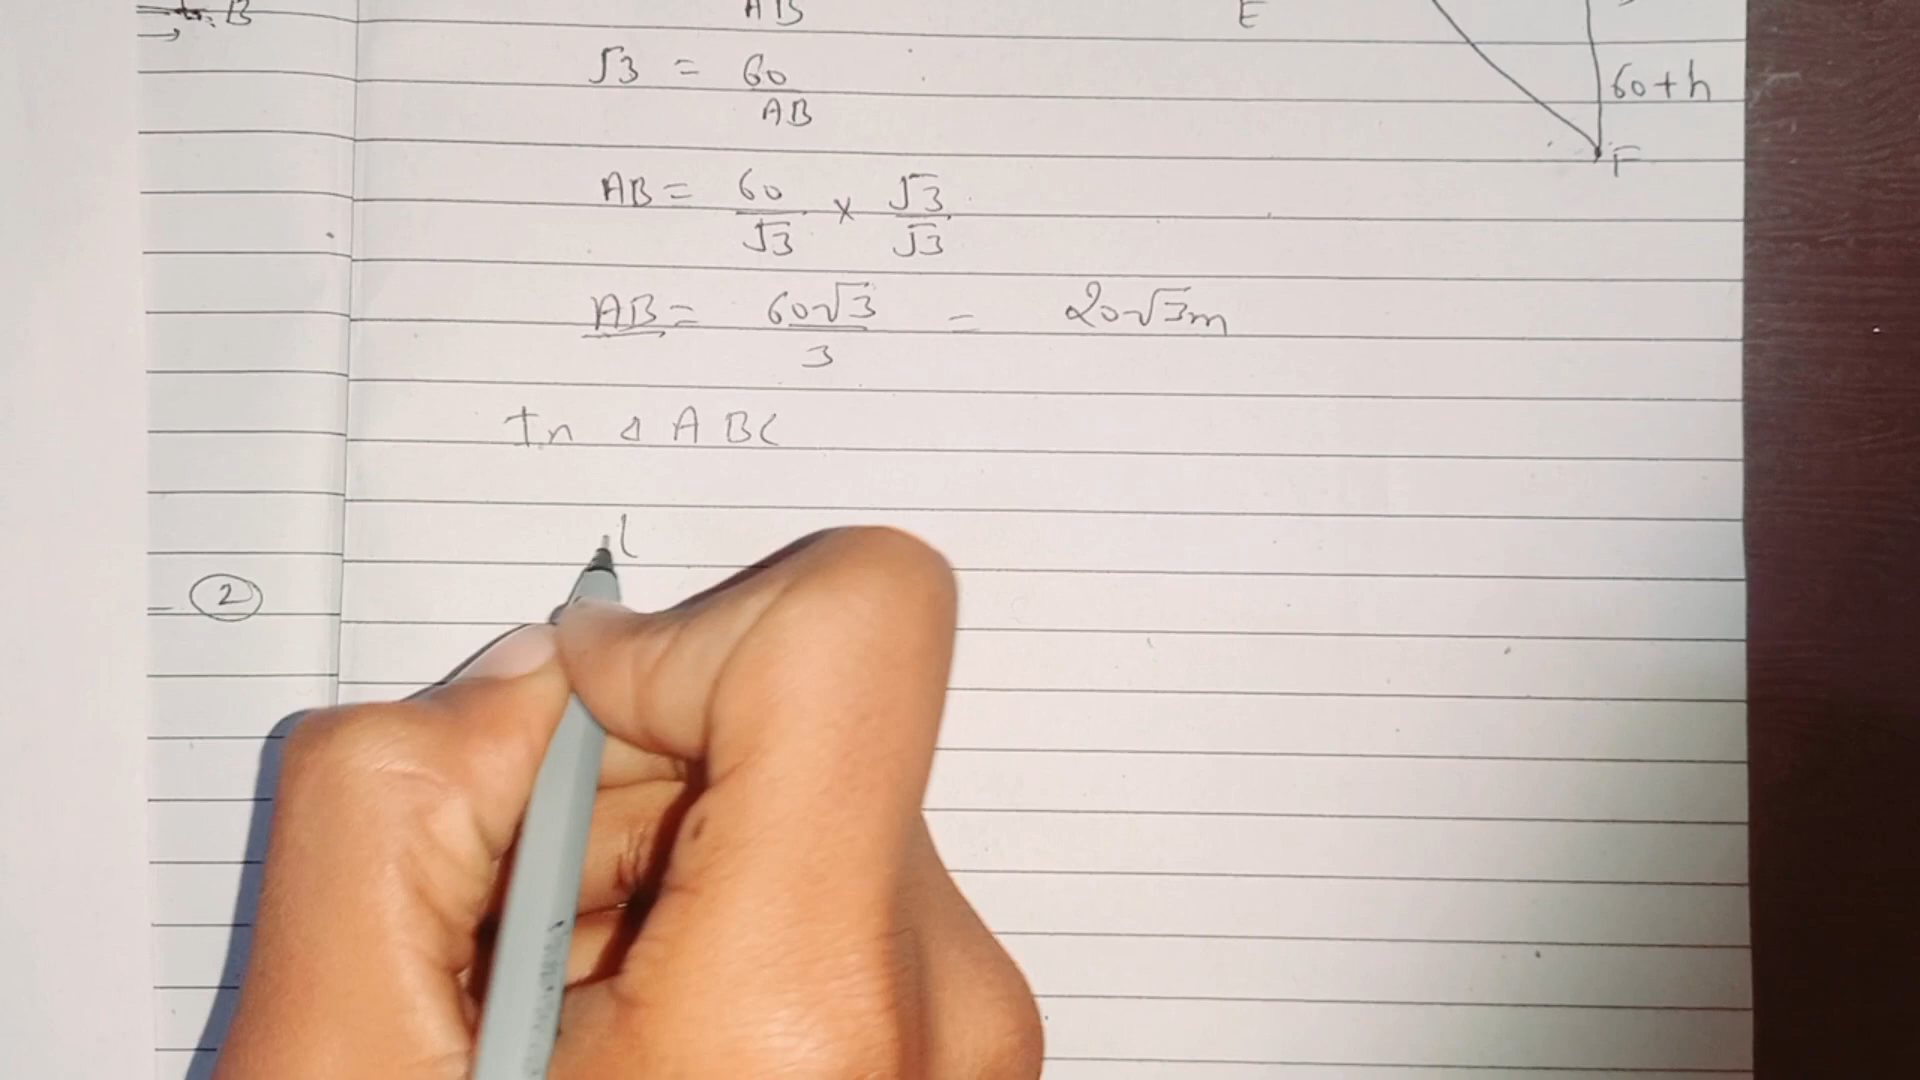 B
AB
E
√3 = 60
AB
60+h
F
AB = 60/√3 × √3/√3
AB = 60√3/3 = 20√3m
In △ ABC
2